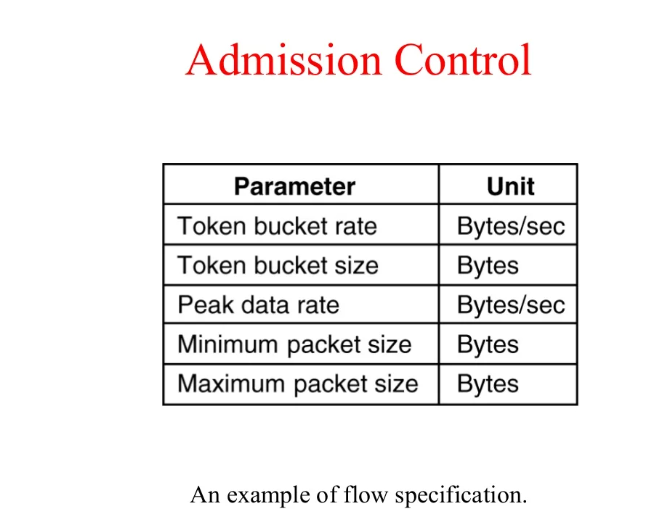 Admission Control
Parameter Unit
Token bucket rate Bytes/sec
Token bucket size Bytes
Peak data rate Bytes/sec
Minimum packet size Bytes
Maximum packet size Bytes
An example of flow specification.